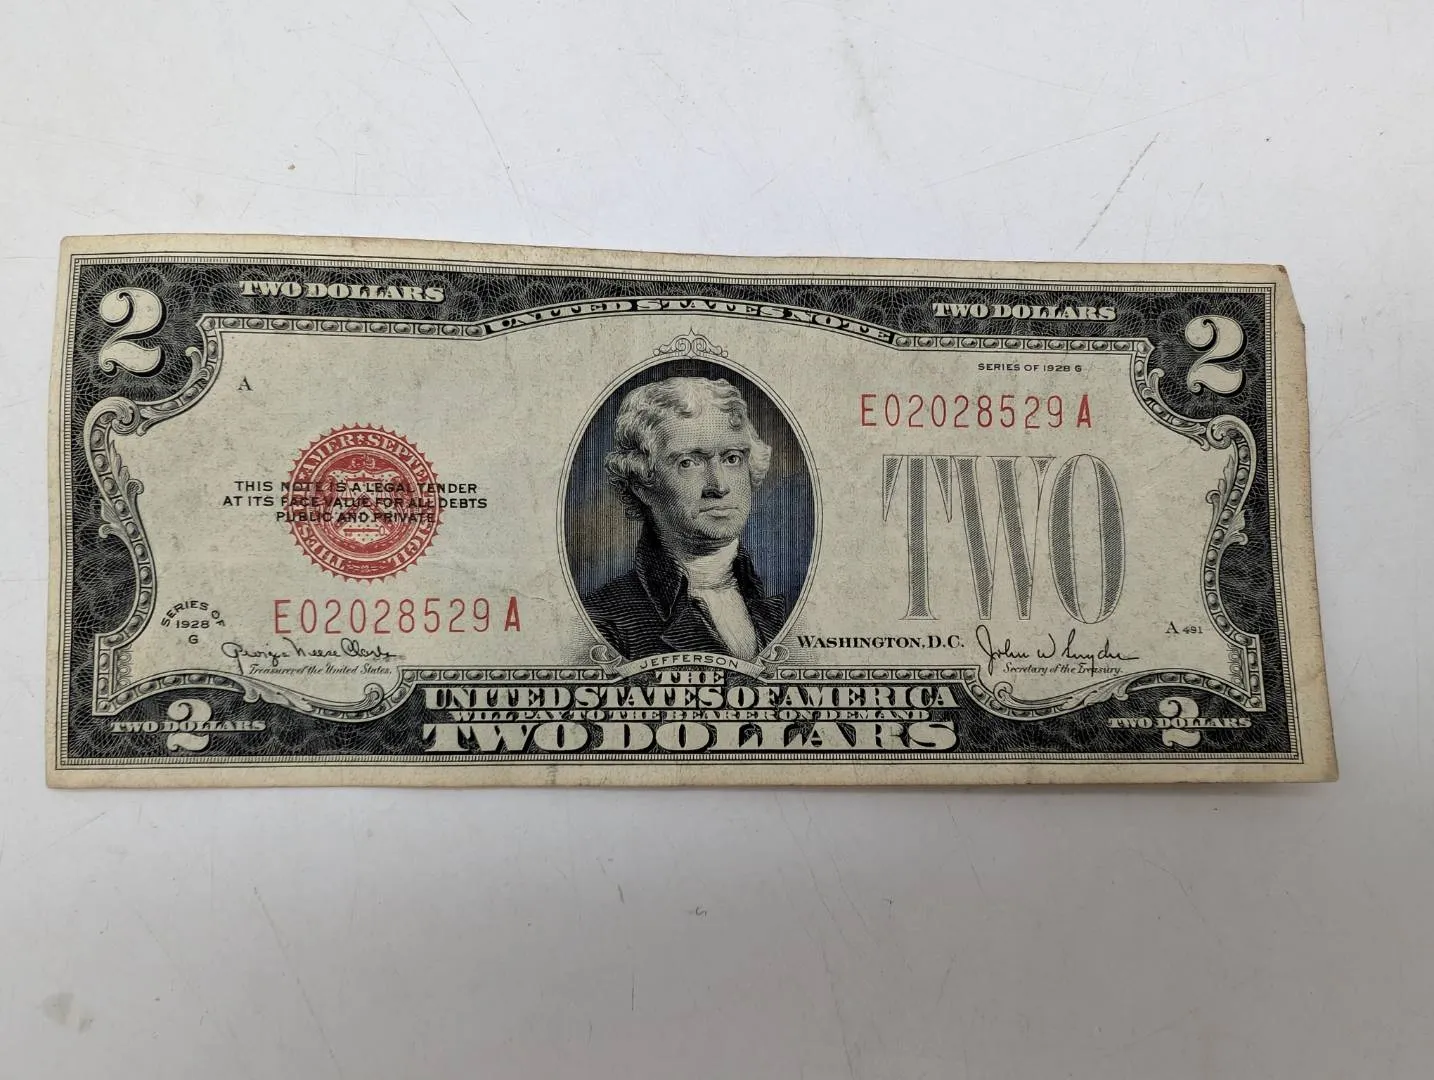 2
TWO DOLLARS
UNITED STATES NOTE
TWO DOLLARS
2
SERIES OF 1928 G
A
E02028529A
THIS NOTE IS A LEGAL TENDER
AT ITS FACE VALUE FOR ALL DEBTS
PUBLIC AND PRIVATE
TWO
E02028529A
SERIES OF
1928
G
Treasurer of the United States.
JEFFERSON
WASHINGTON, D.C.
A 491
Secretary of the Treasury.
THE
UNITED STATES OF AMERICA
WILL PAY TO THE BEARER ON DEMAND
TWO DOLLARS
TWO DOLLARS
2
TWO DOLLARS
2